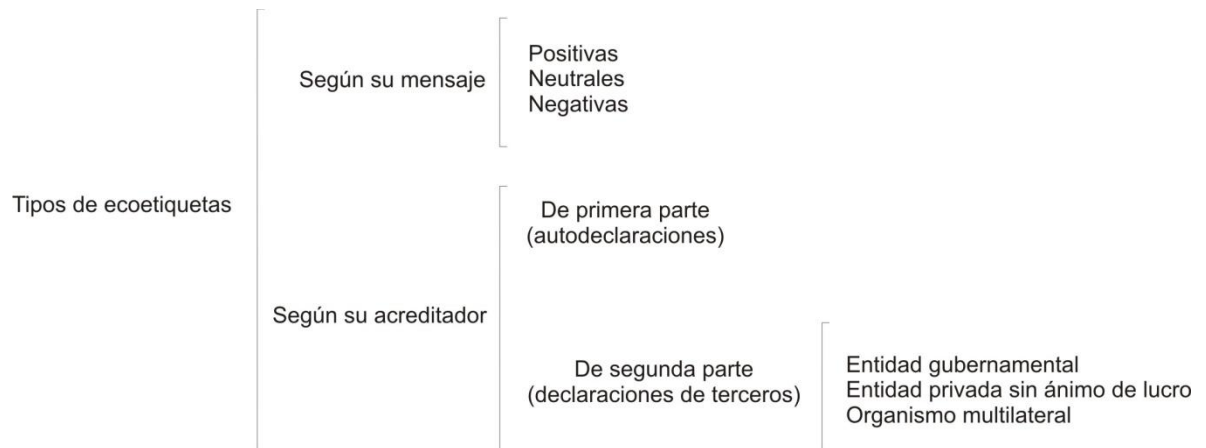 Tipos de ecoetiquetas
Según su mensaje
Positivas
Neutrales
Negativas
Según su acreditador
De primera parte
(autodeclaraciones)
De segunda parte
(declaraciones de terceros)
Entidad gubernamental
Entidad privada sin ánimo de lucro
Organismo multilateral